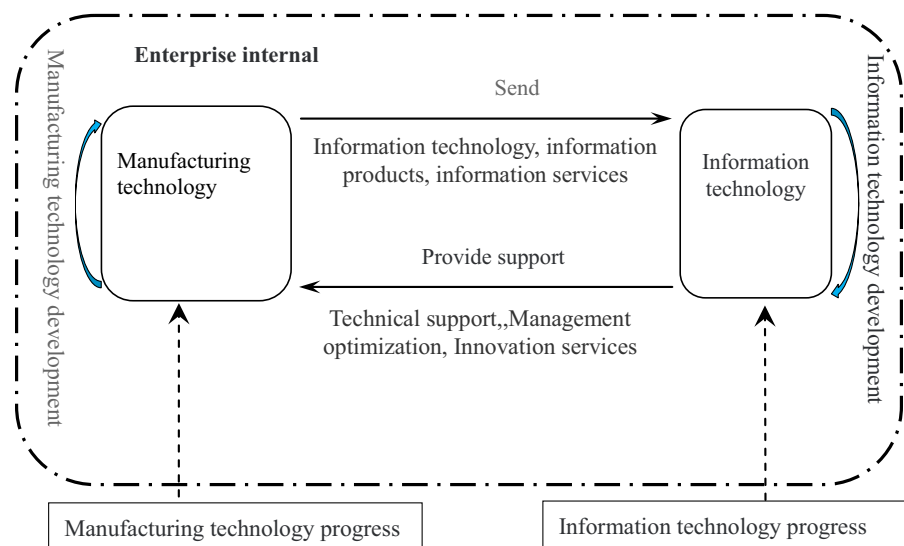 Enterprise internal
Manufacturing technology development
Manufacturing
technology
Send
Information technology, information
products, information services
Information
technology
Information technology development
Provide support
Technical support,,Management
optimization, Innovation services
Manufacturing technology progress
Information technology progress